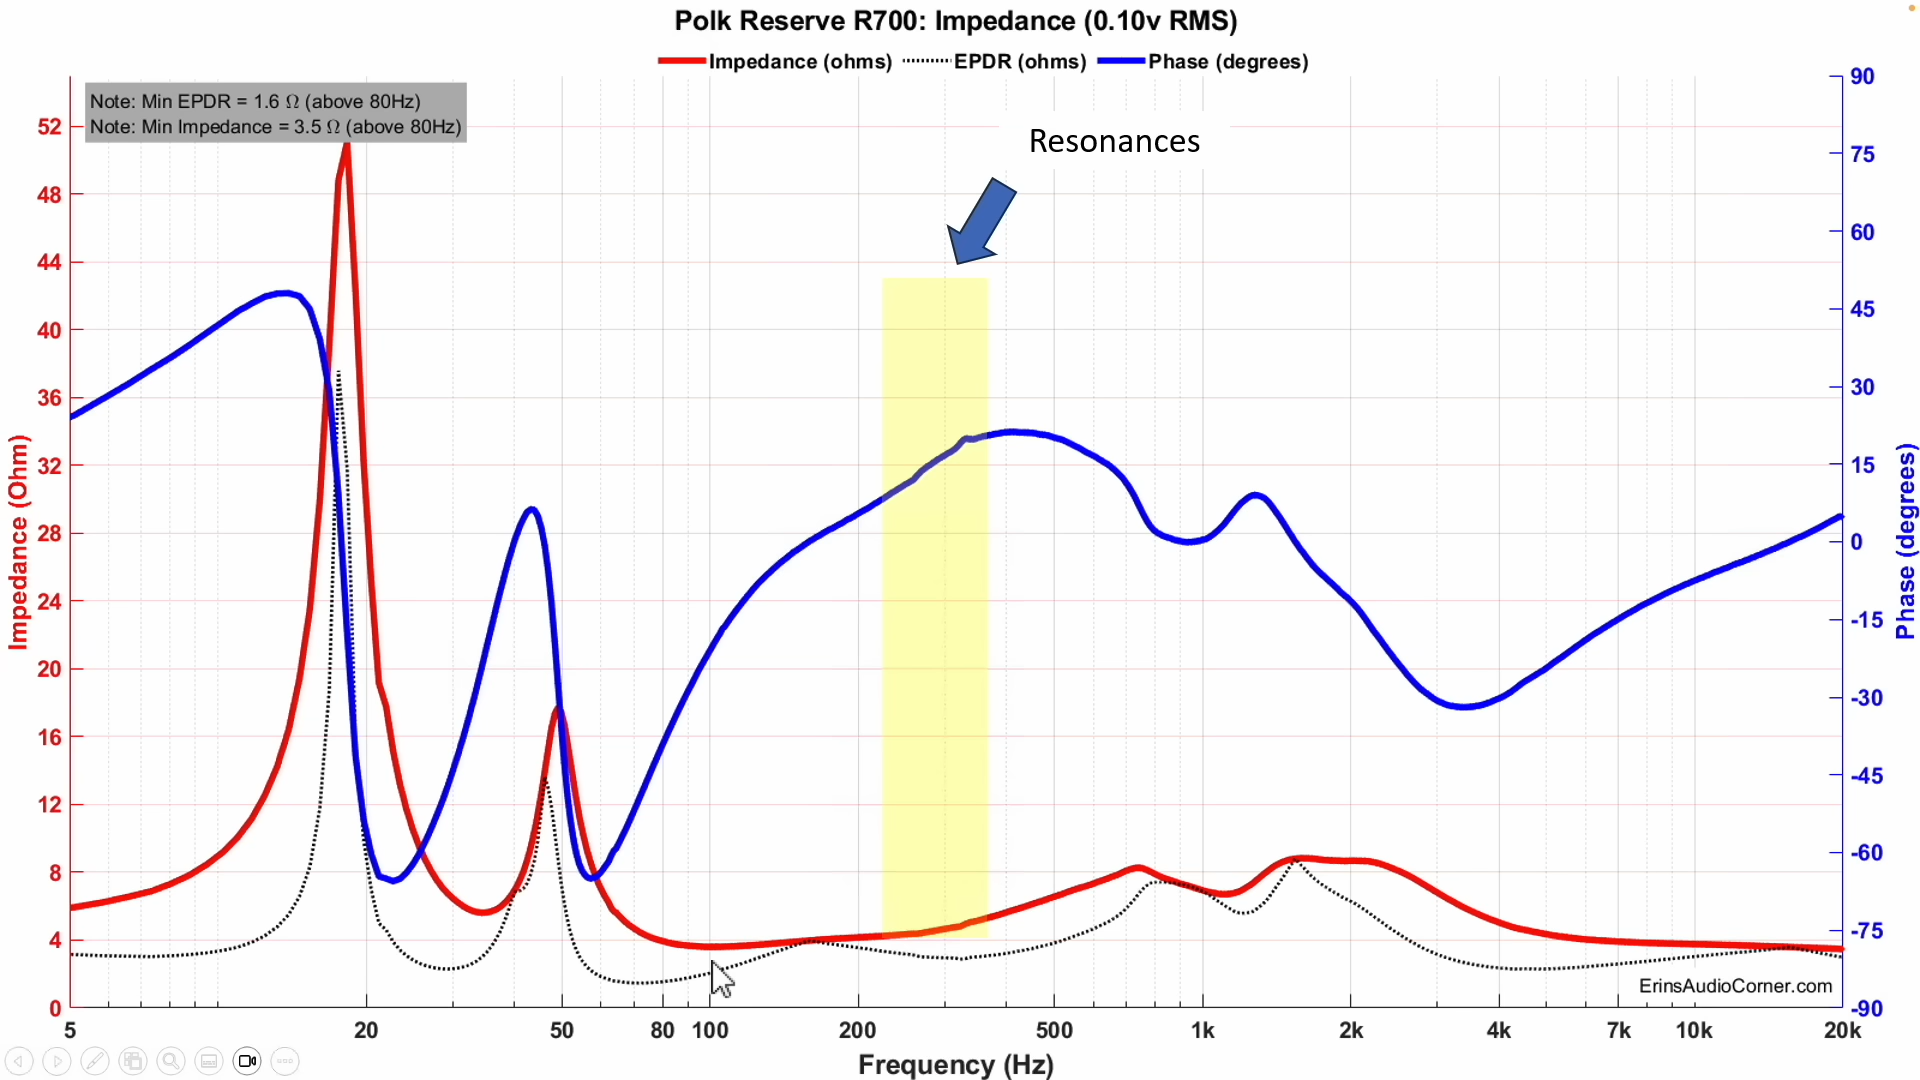 Polk Reserve R700: Impedance (0.10v RMS)
Impedance (ohms) EPDR (ohms) Phase (degrees)
Note: Min EPDR = 1.6 Ω (above 80Hz)
Note: Min Impedance = 3.5 Ω (above 80Hz)
Resonances
Impedance (Ohm)
52
48
44
40
36
32
28
24
20
16
12
8
4
0
90
75
60
45
30
15
0
-15
-30
-45
-60
-75
-90
Phase (degrees)
ErinsAudioCorner.com
5 20 50 80 100 200 500 1k 2k 4k 7k 10k 20k
Frequency (Hz)